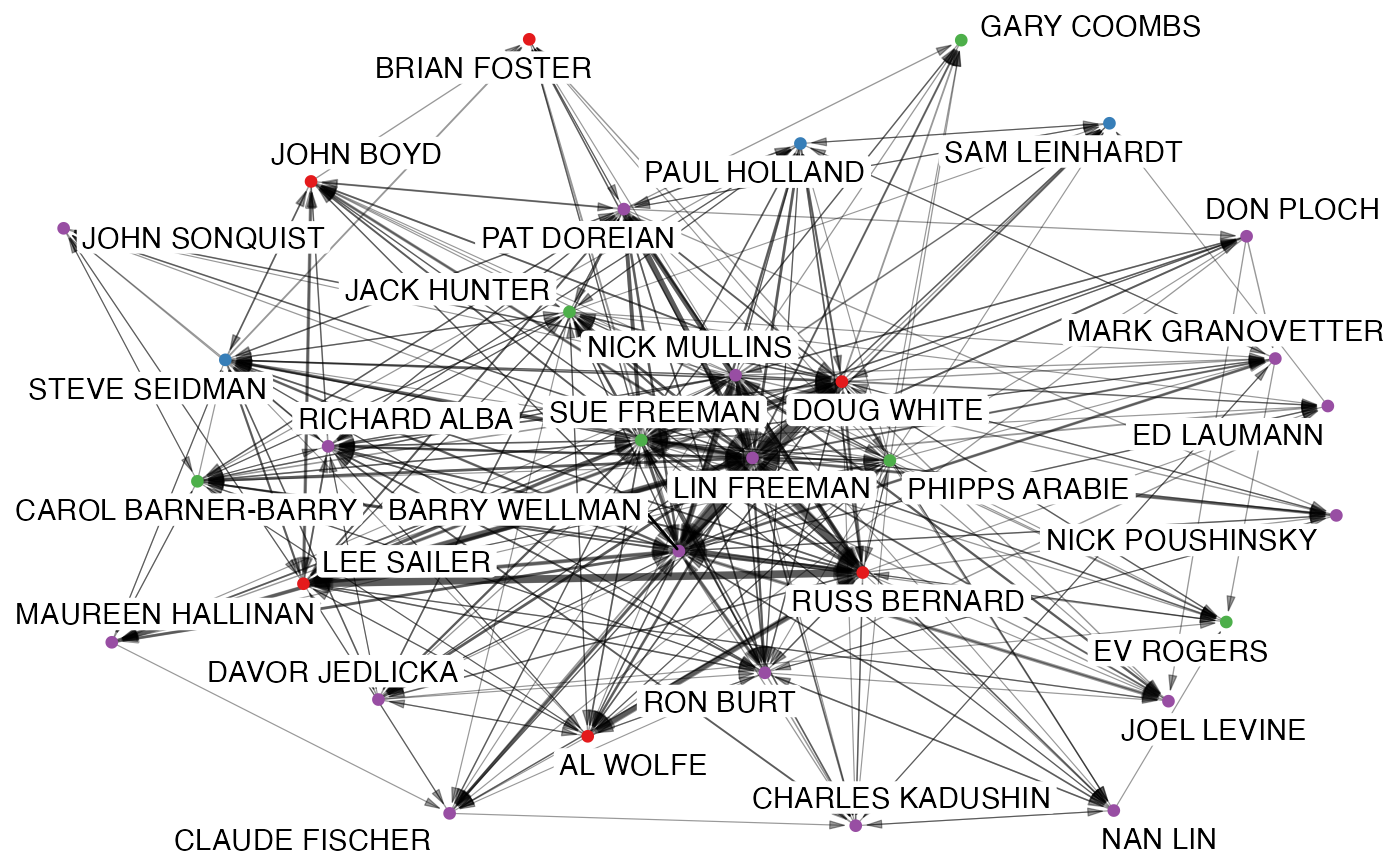 GARY COOMBS
BRIAN FOSTER
JOHN BOYD
SAM LEINHARDT
PAUL HOLLAND
DON PLOCH
JOHN SONQUIST
PAT DOREIAN
JACK HUNTER
MARK GRANOVETTER
NICK MULLINS
STEVE SEIDMAN
RICHARD ALBA
SUE FREEMAN
DOUG WHITE
ED LAUMANN
LIN FREEMAN
PHIPPS ARABIE
CAROL BARNER-BARRY
BARRY WELLMAN
NICK POUSHINSKY
LEE SAILER
RUSS BERNARD
MAUREEN HALLINAN
EV ROGERS
DAVOR JEDLICKA
RON BURT
JOEL LEVINE
AL WOLFE
CHARLES KADUSHIN
CLAUDE FISCHER
NAN LIN